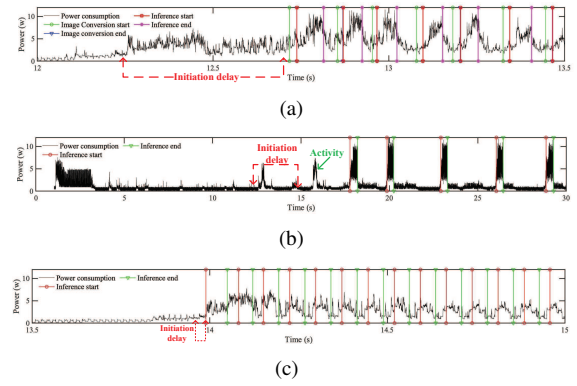 Power consumption
Image Conversion start
Image conversion end
Inference start
Inference end
Power (w)
10
5
0
12
12.5
13
13.5
Initiation delay
Time (s)
(a)
Power consumption
Inference start
Inference end
Initiation delay
Activity
Power (w)
10
5
0
0
5
10
15
20
25
30
Time (s)
(b)
Power consumption
Inference start
Inference end
Power (w)
10
5
0
13.5
14
14.5
15
Initiation
delay
Time (s)
(c)